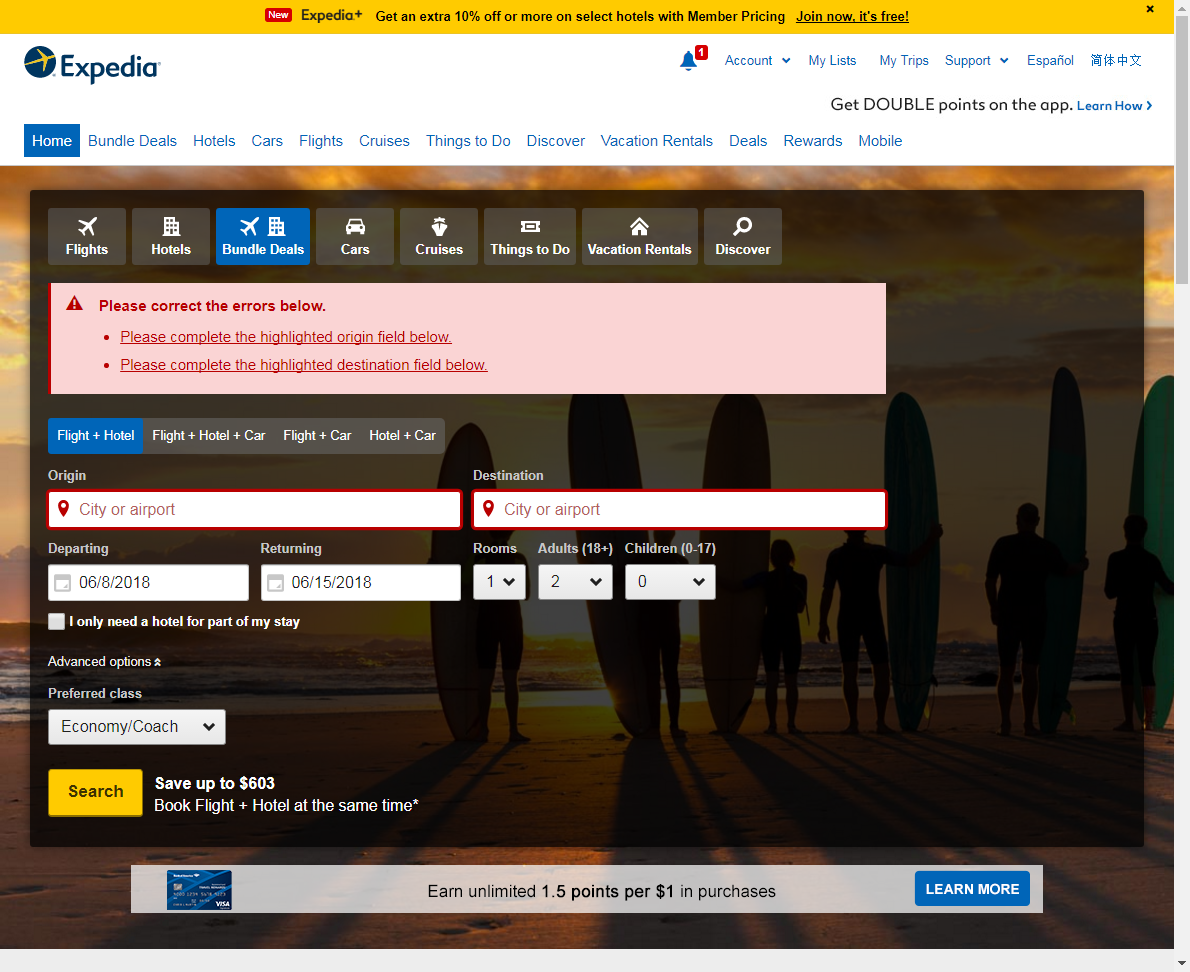 New Expedia+ Get an extra 10% off or more on select hotels with Member Pricing Join now, it's free!
Expedia
1 Account My Lists My Trips Support Español 简体中文
Get DOUBLE points on the app. Learn How
Home Bundle Deals Hotels Cars Flights Cruises Things to Do Discover Vacation Rentals Deals Rewards Mobile
Flights Hotels Bundle Deals Cars Cruises Things to Do Vacation Rentals Discover
Please correct the errors below.
Please complete the highlighted origin field below.
Please complete the highlighted destination field below.
Flight + Hotel Flight + Hotel + Car Flight + Car Hotel + Car
Origin Destination
City or airport City or airport
Departing Returning Rooms Adults (18+) Children (0-17)
06/8/2018 06/15/2018 1 2 0
I only need a hotel for part of my stay
Advanced options
Preferred class
Economy/Coach
Search Save up to $603
Book Flight + Hotel at the same time*
VISA Earn unlimited 1.5 points per $1 in purchases LEARN MORE